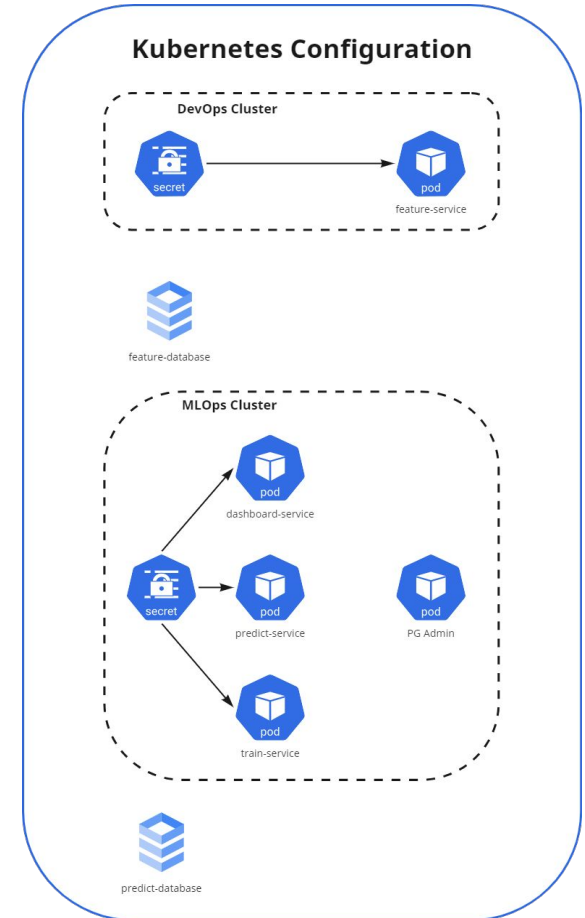 Kubernetes Configuration
DevOps Cluster
secret
pod
feature-service
feature-database
MLOps Cluster
pod
dashboard-service
secret
pod
predict-service
pod
PG Admin
pod
train-service
predict-database